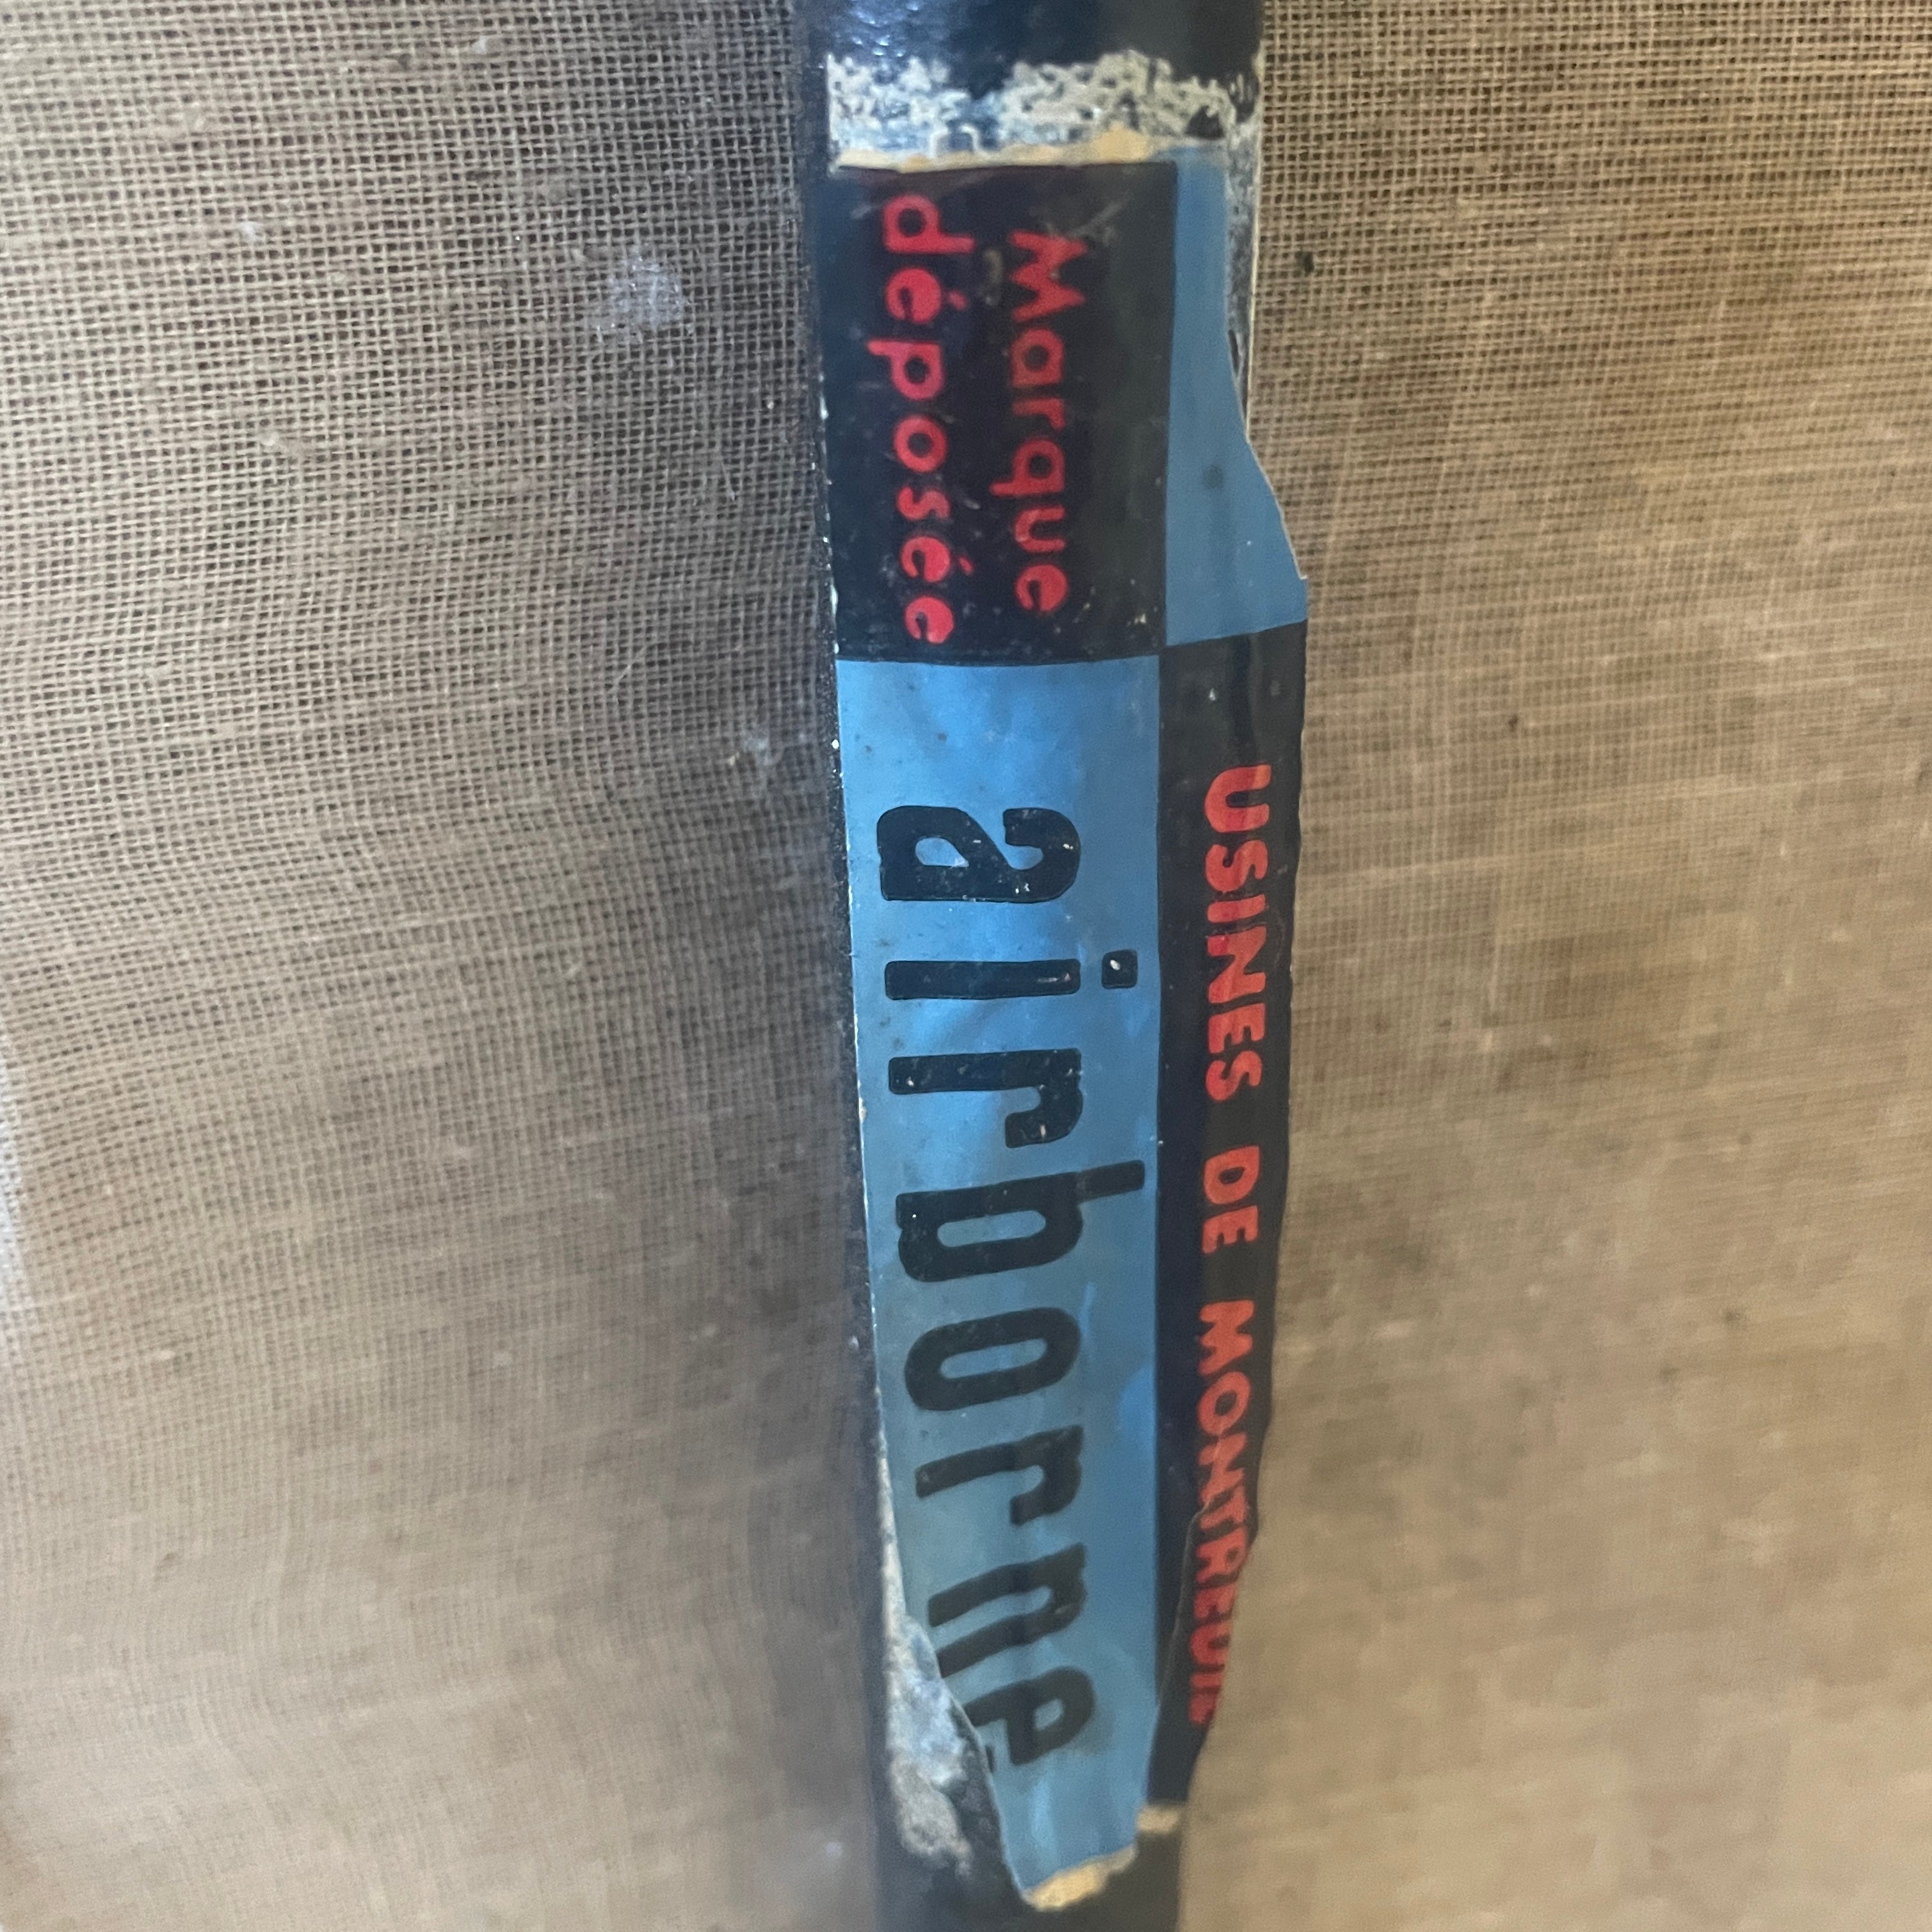 Marque
déposée
airborne
USINES DE MONTREUIL